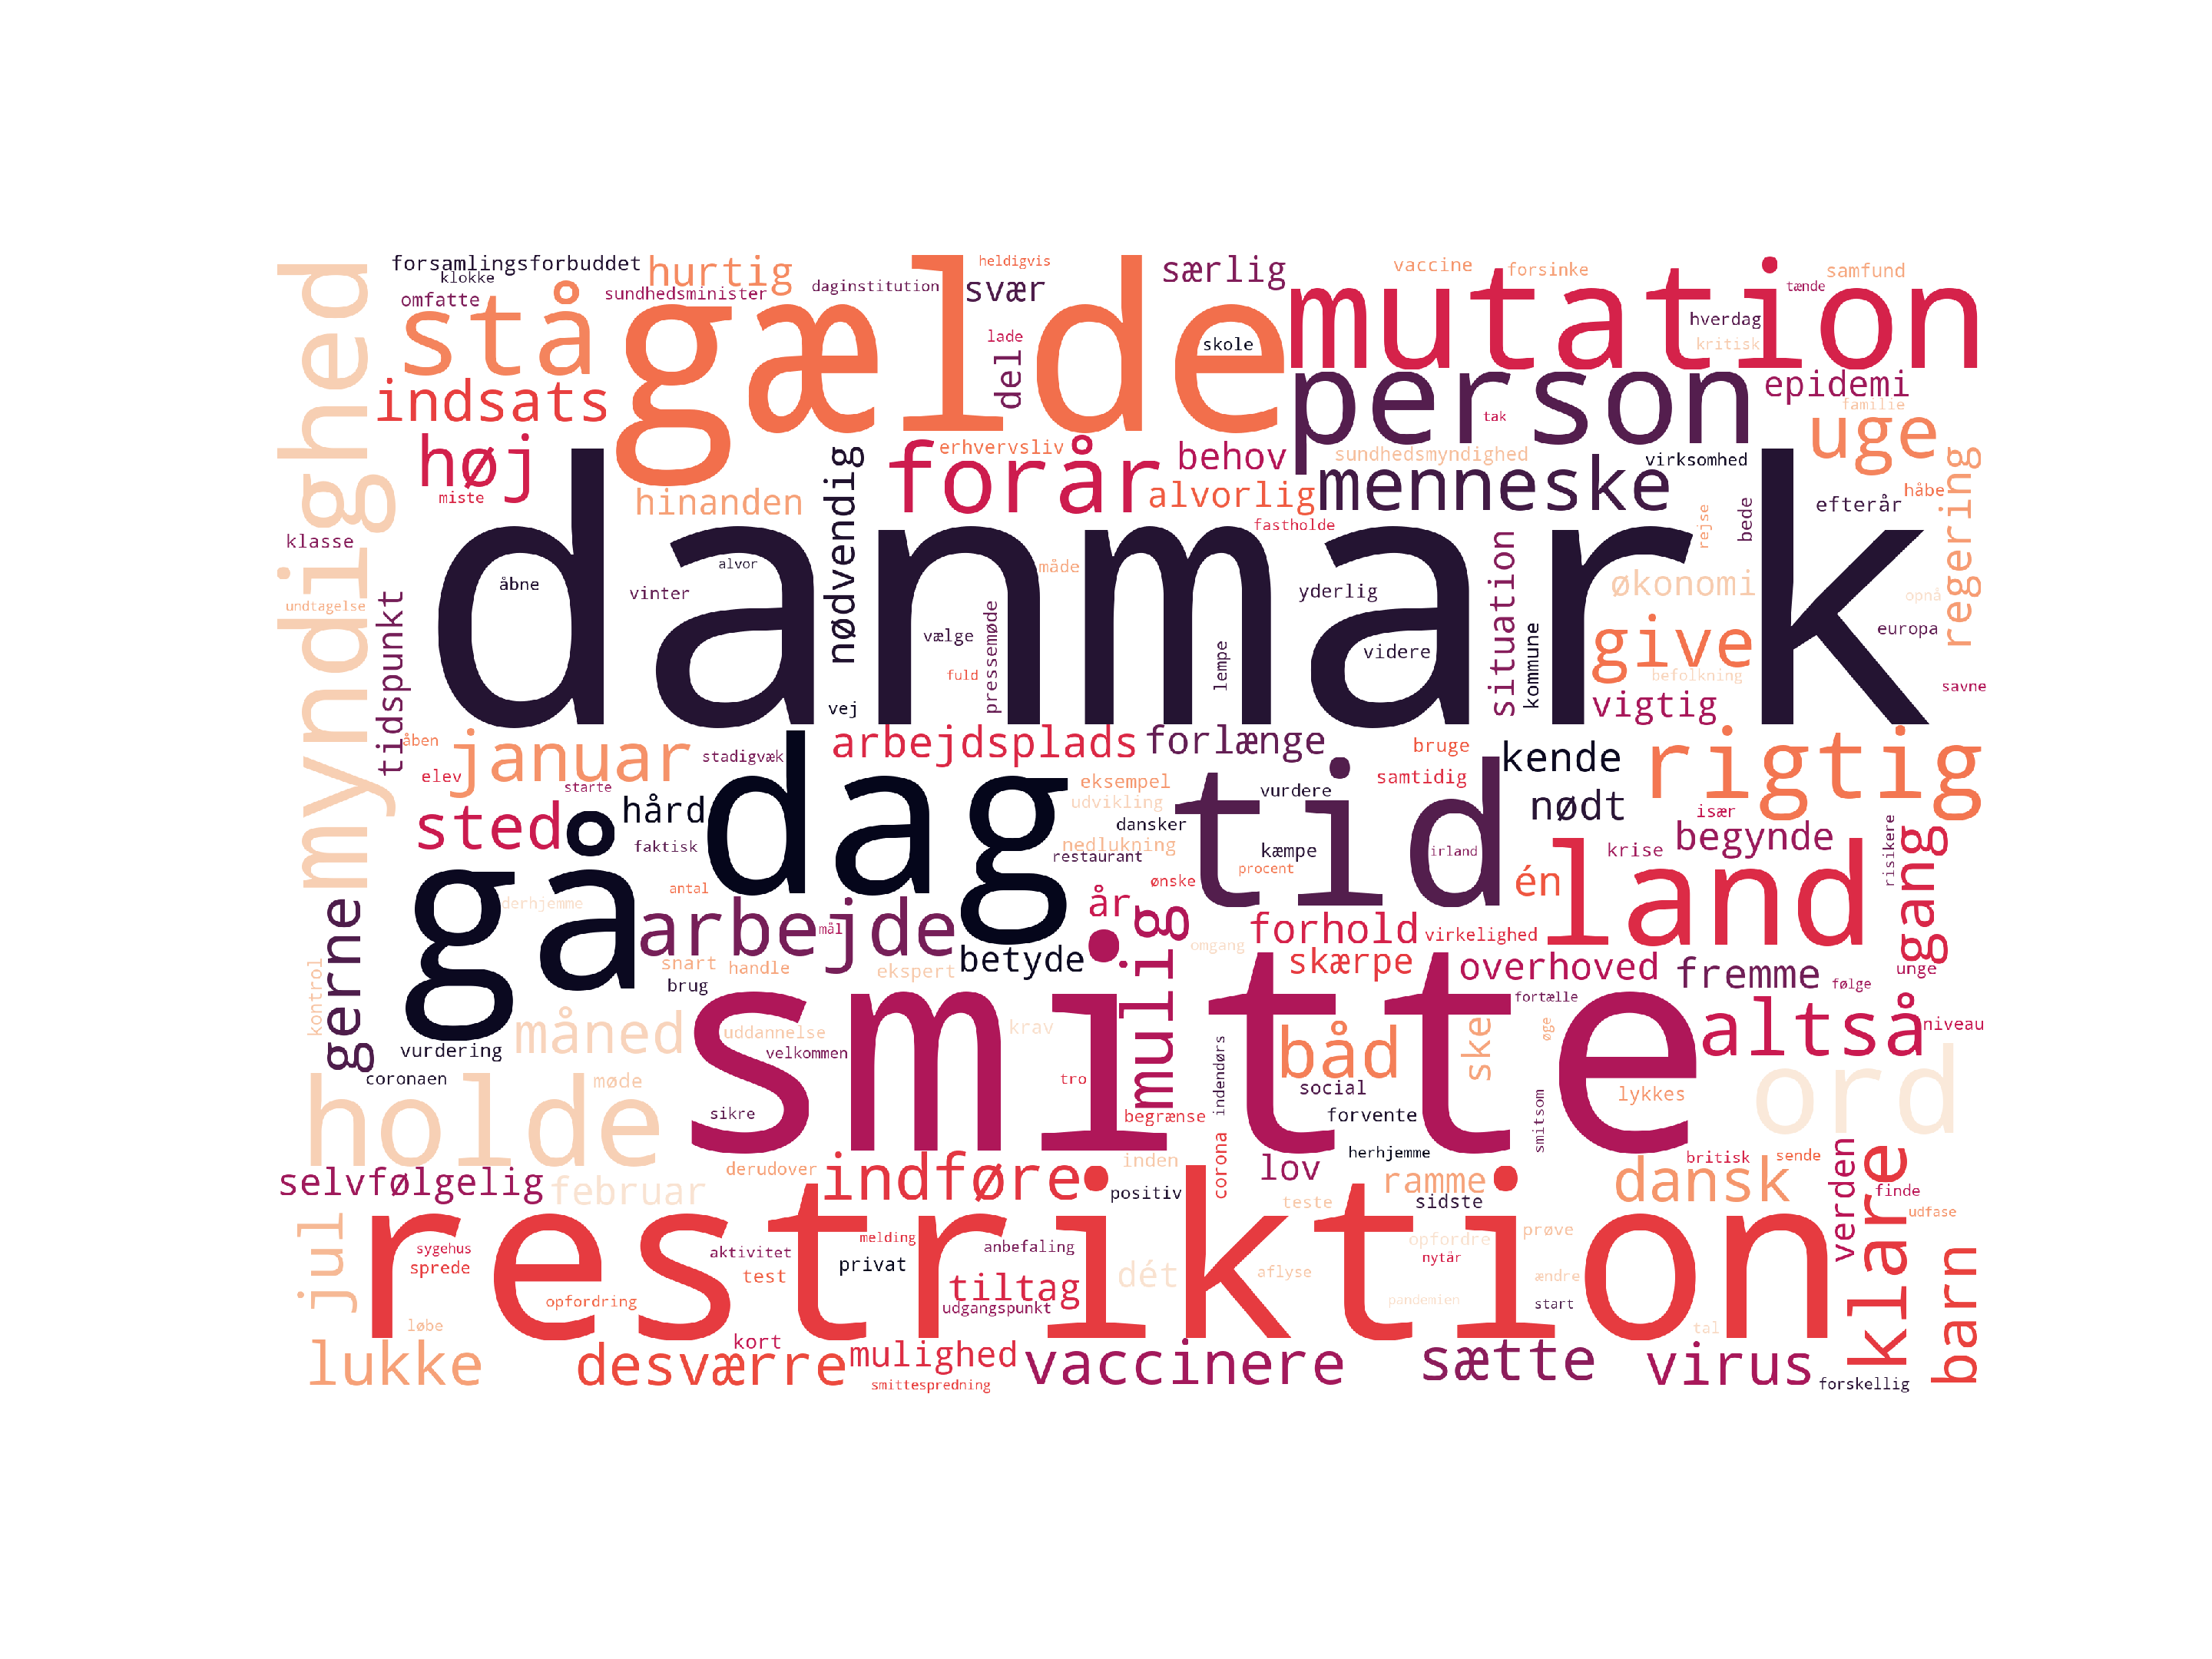 forsamlingsforbuddet
klokke
omfatte
hurtig
sundhedsminister
daginstitution
heldigvis
svær
særlig
vaccine
forsinke
samfund
tænde
stå
gælde
lade
del
skole
mutation
hverdag
kritisk
indsats
person
tak
epidemi
familie
myndighed
høj
miste
hinanden
nødvendig
erhvervsliv
forår
behov
alvorlig
sundhedsmyndighed
menneske
fastholde
virksomhed
uge
håbe
efterår
regering
rejse
bede
klasse
undtagelse
tidspunkt
danmark
åbne
vinter
alvor
måde
vælge
fuld
pressemøde
lempe
yderlig
videre
situation
kommune
økonomi
give
befolkning
vigtig
opnå
europa
savne
vej
åben
elev
januar
starte
stadigvæk
arbejdsplads
forlænge
bruge
samtidig
kende
nødt
rigtig
sted
hård
faktisk
dag
eksempel
udvikling
dansker
nedlukning
restaurant
ønske
tid
vurdere
kæmpe
procent
irland
én
krise
især
begynde
risikere
land
gang
gerne
kontrol
gå
derhjemme
antal
arbejde
mål
snart
handle
brug
ekspert
betyde
år
omgang
mulig
forhold
virkelighed
skærpe
overhoved
fremme
unge
følge
fortælle
vurdering
coronaen
måned
uddannelse
velkommen
smitte
krav
tro
sikre
møde
båd
ske
øge
altså
niveau
holde
social
indendørs
begrænse
forvente
smitsom
lykkes
ord
selvfølgelig
februar
derudover
indføre
inden
positiv
corona
lov
herhjemme
ramme
sidste
teste
dansk
britisk
sende
verden
klare
finde
udfase
jul
restriktion
sygehus
sprede
opfordring
aktivitet
test
melding
privat
anbefaling
tiltag
udgangspunkt
dét
aflyse
opfordre
nytår
prøve
ændre
start
pandemien
tal
barn
løbe
lukke
desværre
kort
mulighed
smittespredning
vaccinere
sætte
virus
forskellig